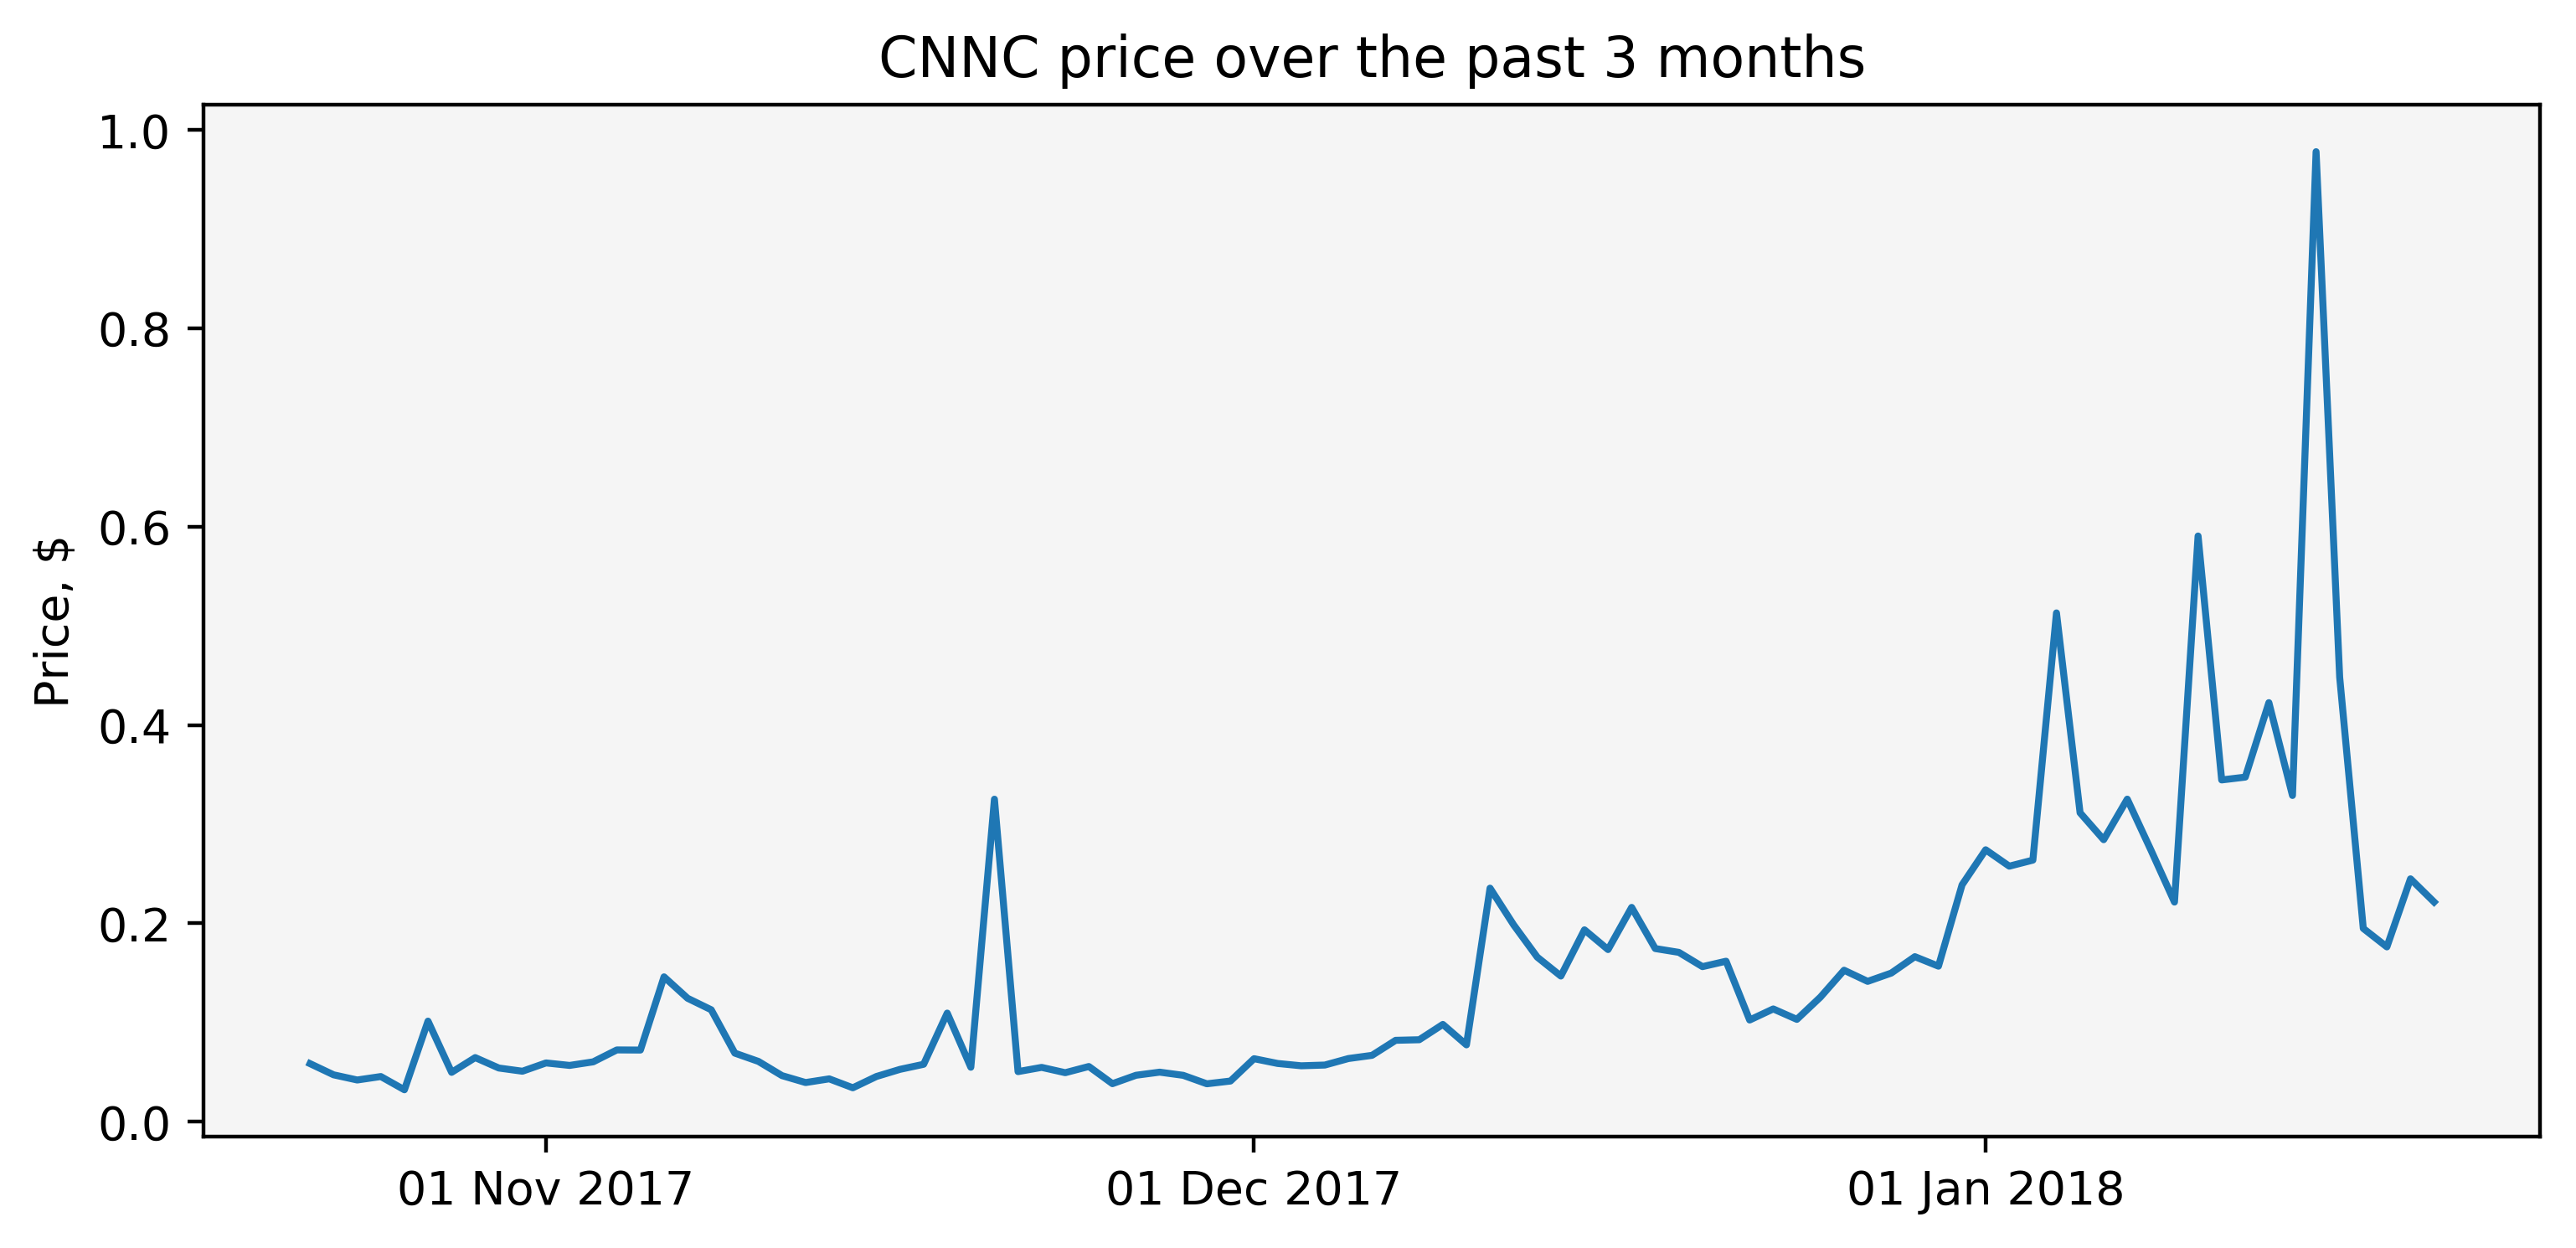 CNNC price over the past 3 months
1.0
0.8
0.6
0.4
0.2
0.0
Price, $
01 Nov 2017
01 Dec 2017
01 Jan 2018